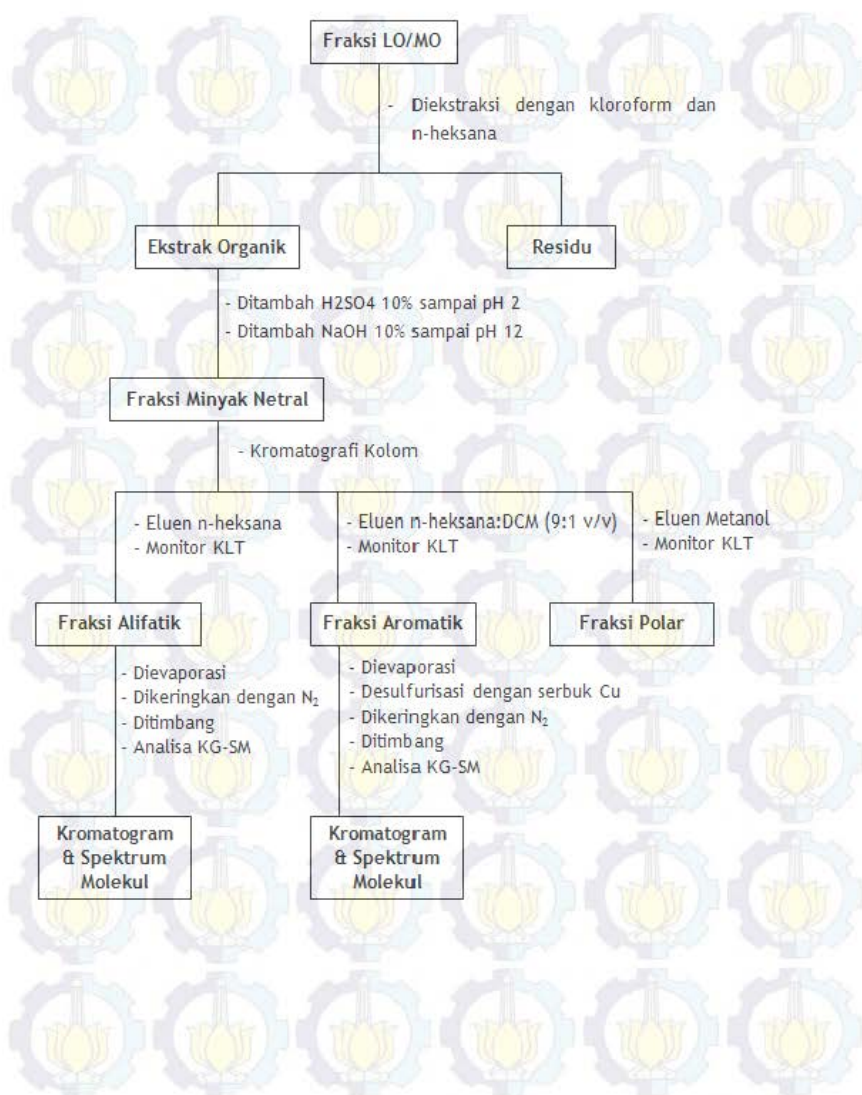 Fraksi LO/MO
- Diekstraksi dengan kloroform dan
n-heksana
Ekstrak Organik
Residu
- Ditambah H2SO4 10% sampai pH 2
- Ditambah NaOH 10% sampai pH 12
Fraksi Minyak Netral
- Kromatografi Kolom
- Eluen n-heksana
- Monitor KLT
- Eluen n-heksana:DCM (9:1 v/v)
- Monitor KLT
- Eluen Metanol
- Monitor KLT
Fraksi Alifatik
Fraksi Aromatik
Fraksi Polar
- Dievaporasi
- Dikeringkan dengan N₂
- Ditimbang
- Analisa KG-SM
- Dievaporasi
- Desulfurisasi dengan serbuk Cu
- Dikeringkan dengan N₂
- Ditimbang
- Analisa KG-SM
Kromatogram
& Spektrum
Molekul
Kromatogram
& Spektrum
Molekul